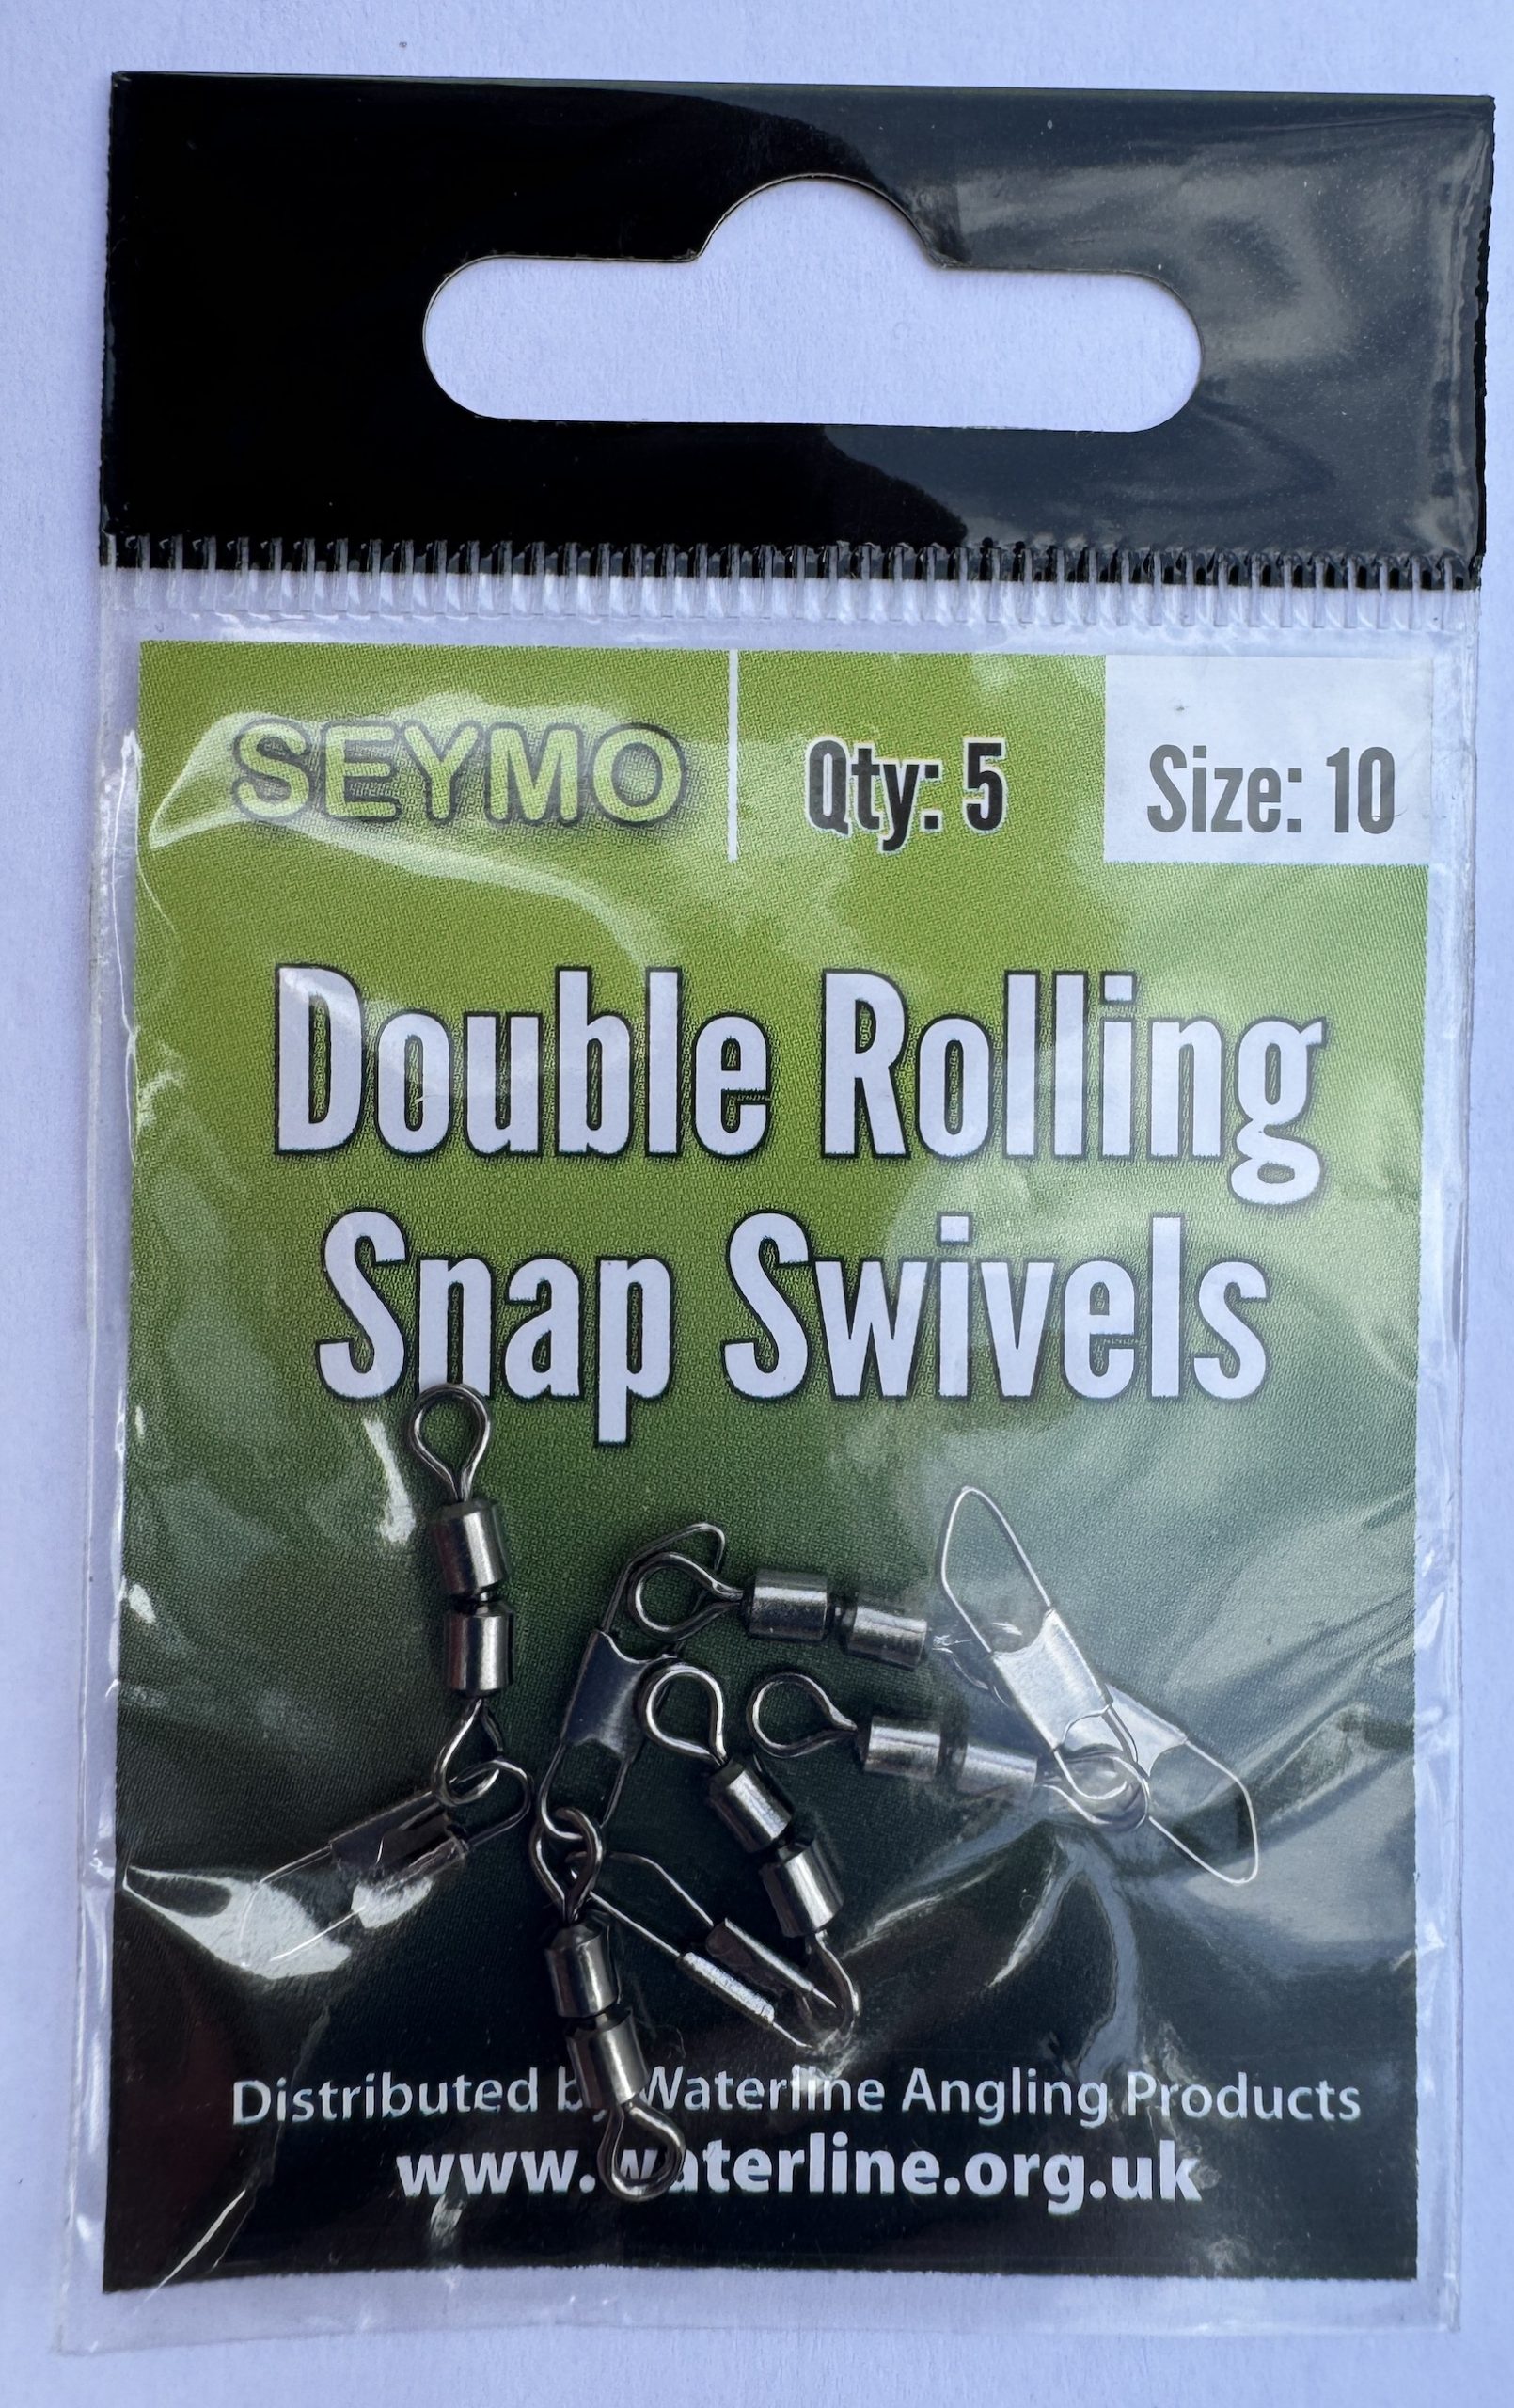 SEYMO
Qty: 5
Size: 10
Double Rolling
Snap Swivels
Distributed by Waterline Angling Products
www.waterline.org.uk